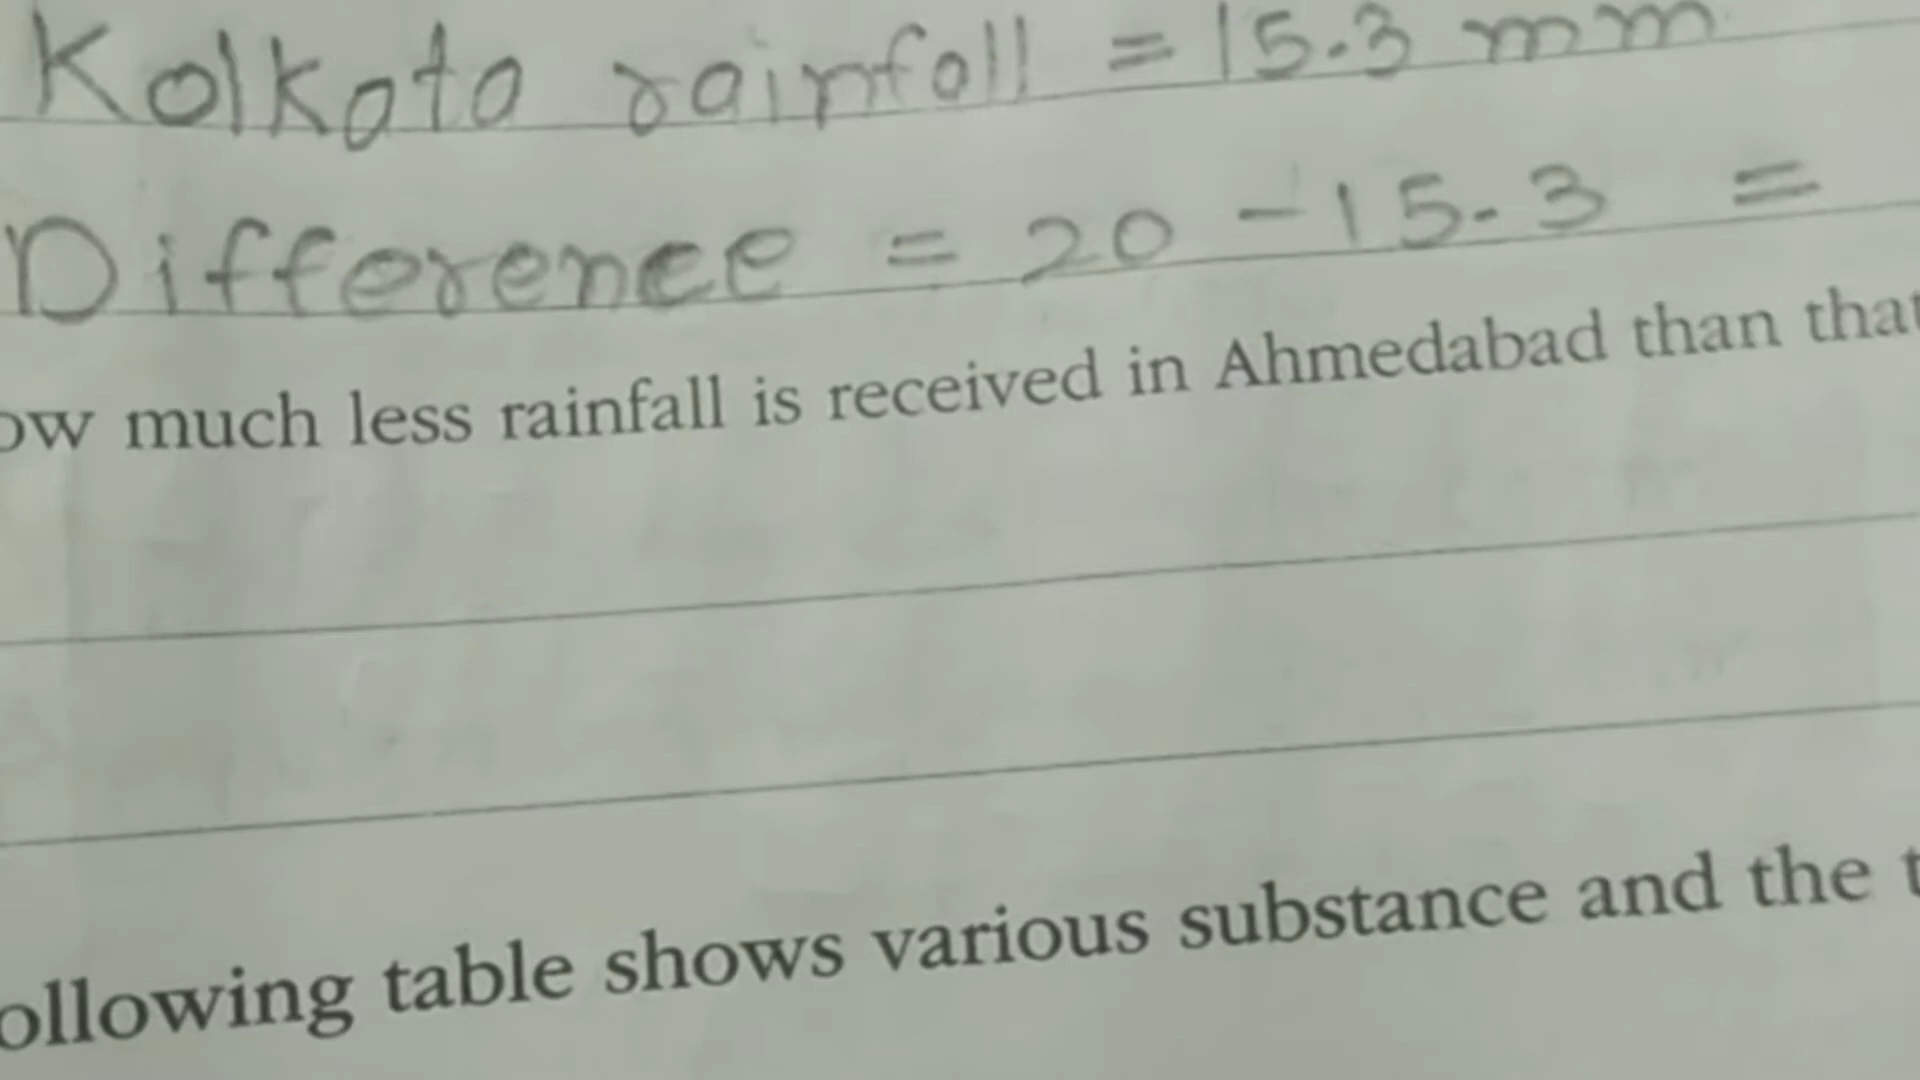 Kolkata rainfall = 15.3 mm
Difference = 20 - 15.3 =
ow much less rainfall is received in Ahmedabad than that
ollowing table shows various substance and the t